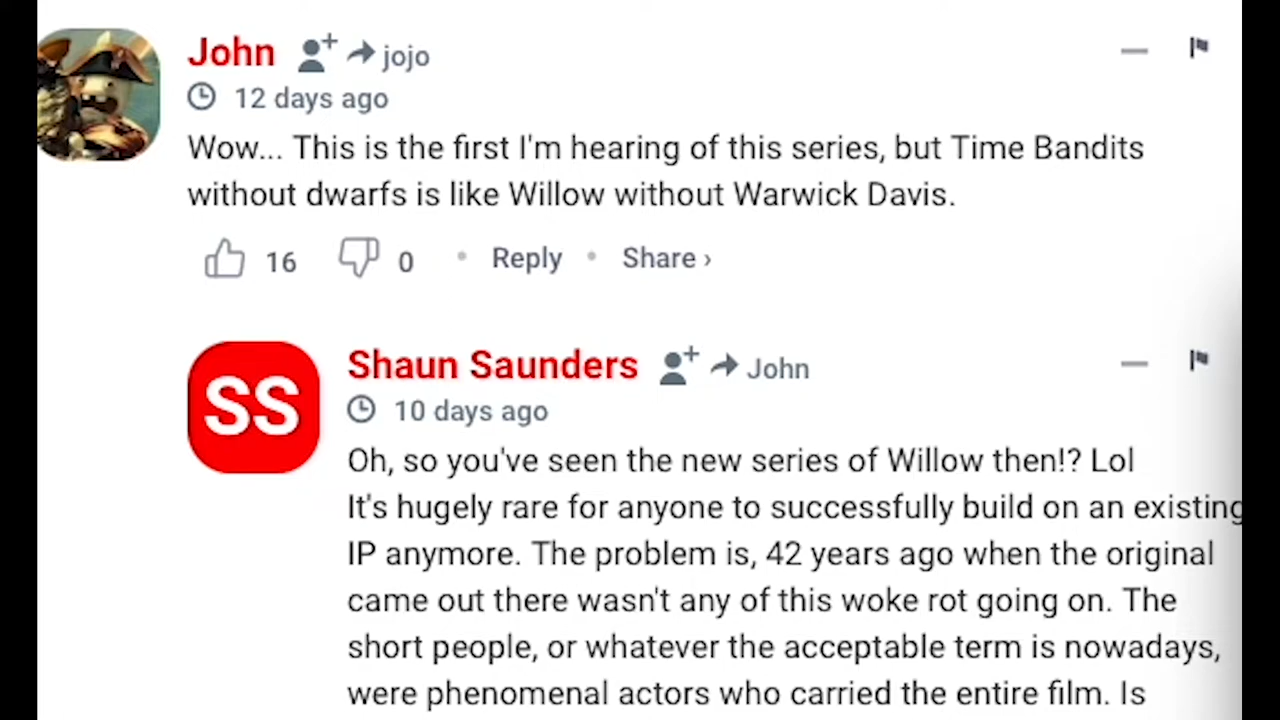 John jojo
12 days ago
Wow... This is the first I'm hearing of this series, but Time Bandits
without dwarfs is like Willow without Warwick Davis.
16 0 • Reply • Share ›
SS
Shaun Saunders John
10 days ago
Oh, so you've seen the new series of Willow then!? Lol
It's hugely rare for anyone to successfully build on an existing
IP anymore. The problem is, 42 years ago when the original
came out there wasn't any of this woke rot going on. The
short people, or whatever the acceptable term is nowadays,
were phenomenal actors who carried the entire film. Is